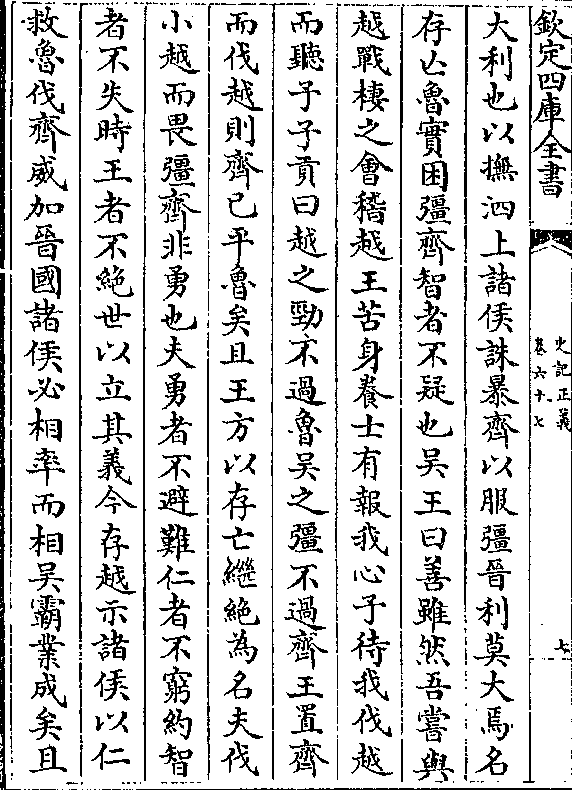 欽定四庫全書
史記正義
卷六十七
七
大利也以撫泗上諸侯誅暴齊以服彊晉利莫大焉名
存亡魯實困彊齊智者不疑也吳王曰善雖然吾嘗與
越戰棲之會稽越王苦身養士有報我心子待我伐越
而聽子子貢曰越之勁不過魯吳之彊不過齊王置齊
而伐越則齊已平魯矣且王方以存亡繼絶為名夫伐
小越而畏彊齊非勇也夫勇者不避難仁者不窮約智
者不失時王者不絶世以立其義今存越示諸侯以仁
救魯伐齊威加晉國諸侯必相率而相吳霸業成矣且